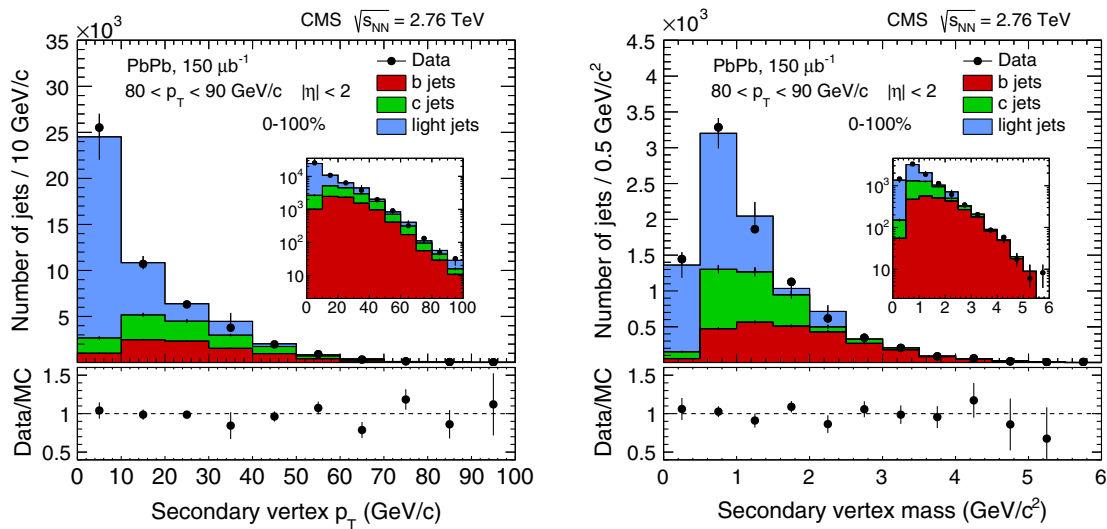 ×10³
CMS √s_NN = 2.76 TeV
35
30
25
20
15
10
5
Number of jets / 10 GeV/c
PbPb, 150 μb⁻¹
80 < p_T < 90 GeV/c |η| < 2
0-100%
Data
b jets
c jets
light jets
10⁴
10³
10²
10
0 20 40 60 80 100
Data/MC
1.5
1
0.5
0 10 20 30 40 50 60 70 80 90 100
Secondary vertex p_T (GeV/c)
×10³
CMS √s_NN = 2.76 TeV
4.5
4
3.5
3
2.5
2
1.5
1
0.5
Number of jets / 0.5 GeV/c²
PbPb, 150 μb⁻¹
80 < p_T < 90 GeV/c |η| < 2
0-100%
Data
b jets
c jets
light jets
10³
10²
10
0 1 2 3 4 5 6
Data/MC
1.5
1
0.5
0 1 2 3 4 5 6
Secondary vertex mass (GeV/c²)